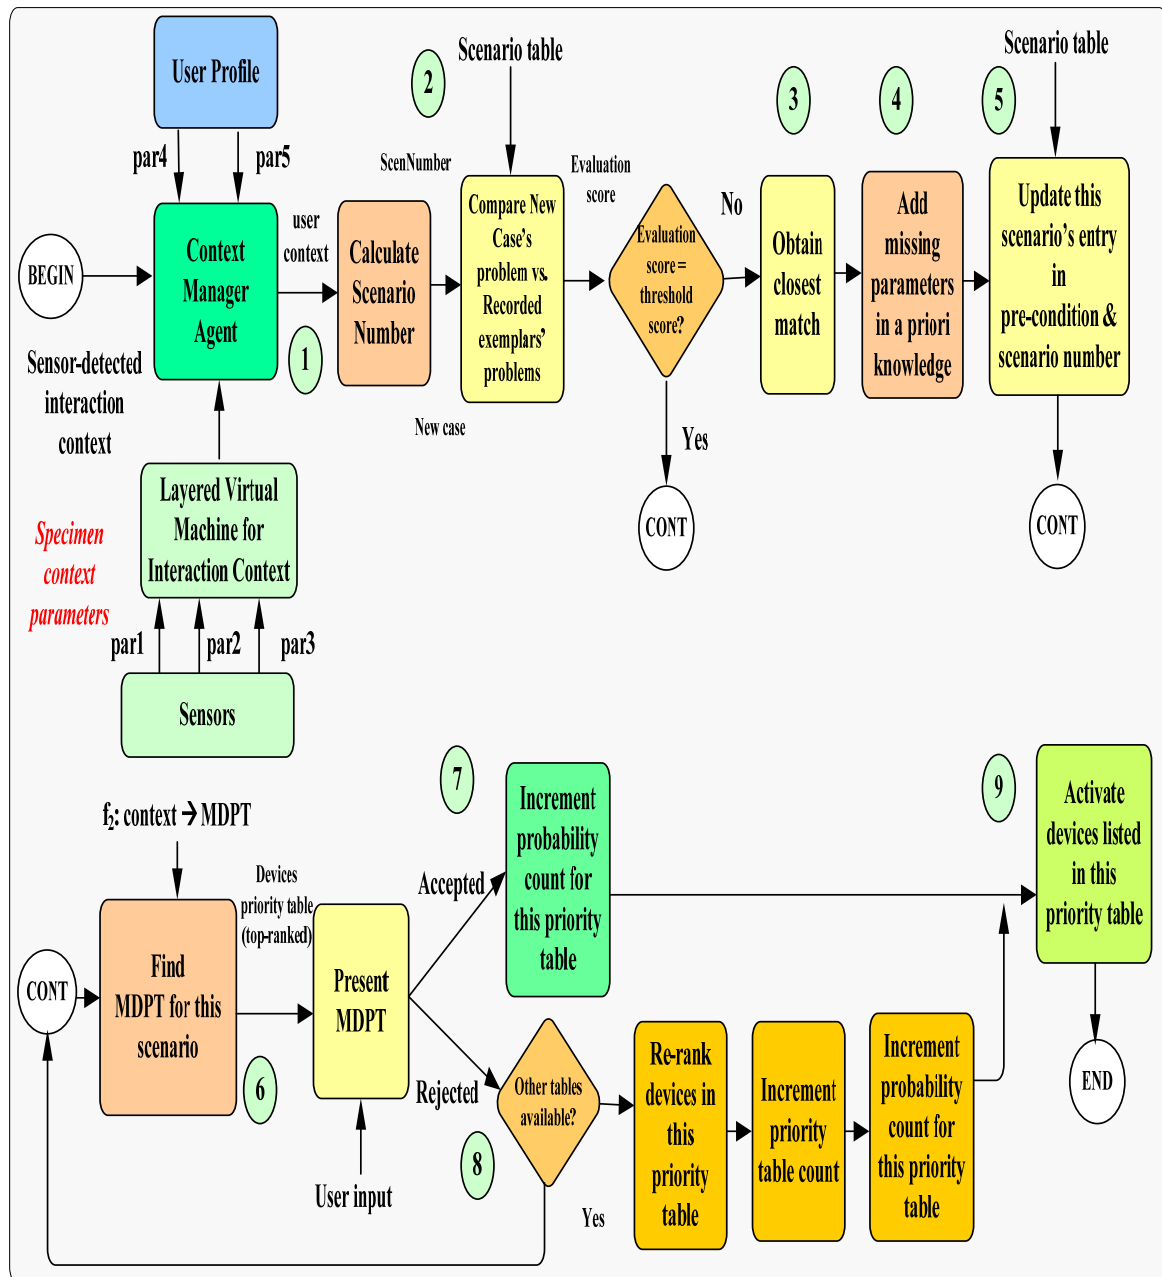 User Profile
par4
par5
BEGIN
Context
Manager
Agent
user
context
1
Calculate
Scenario
Number
ScenNumber
2
Scenario table
Compare New
Case's
problem vs.
Recorded
exemplars'
problems
New case
Evaluation
score
Evaluation
score =
threshold
score?
No
Yes
CONT
3
Obtain
closest
match
4
Add
missing
parameters
in a priori
knowledge
5
Scenario table
Update this
scenario's entry
in
pre-condition &
scenario number
CONT
Sensor-detected
interaction
context
Layered Virtual
Machine for
Interaction Context
Specimen
context
parameters
par1
par2
par3
Sensors
f2: context → MDPT
CONT
Find
MDPT for this
scenario
6
Devices
priority table
(top-ranked)
Present
MDPT
User input
Accepted
7
Increment
probability
count for
this priority
table
Rejected
8
Other tables
available?
Yes
Re-rank
devices in
this
priority
table
Increment
priority
table count
Increment
probability
count for
this priority
table
9
Activate
devices listed
in this
priority table
END